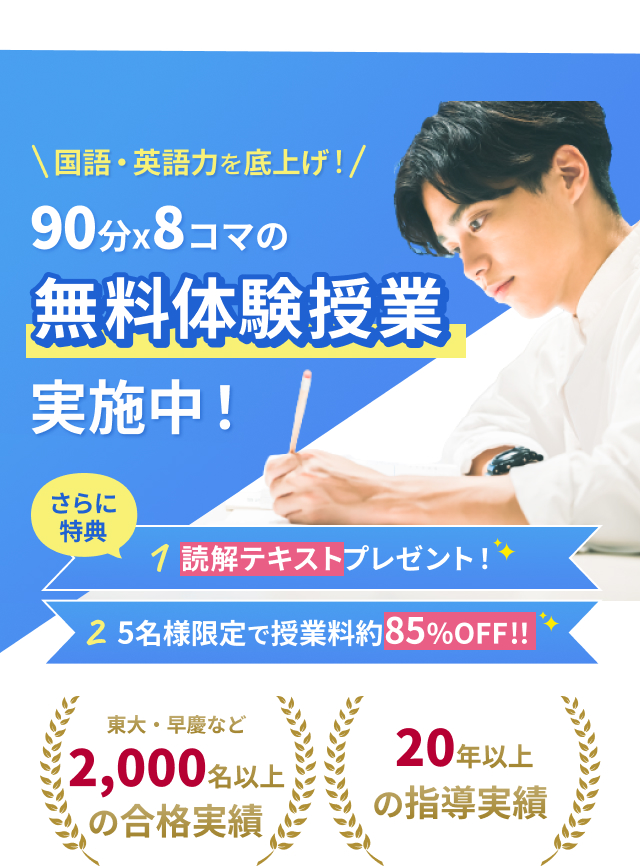 国語・英語力を底上げ！
90分x8コマの
無料体験授業
実施中！
さらに
特典
1 読解テキストプレゼント！
2 5名様限定で授業料約85%OFF!!
東大・早慶など
2,000名以上
の合格実績
20年以上
の指導実績